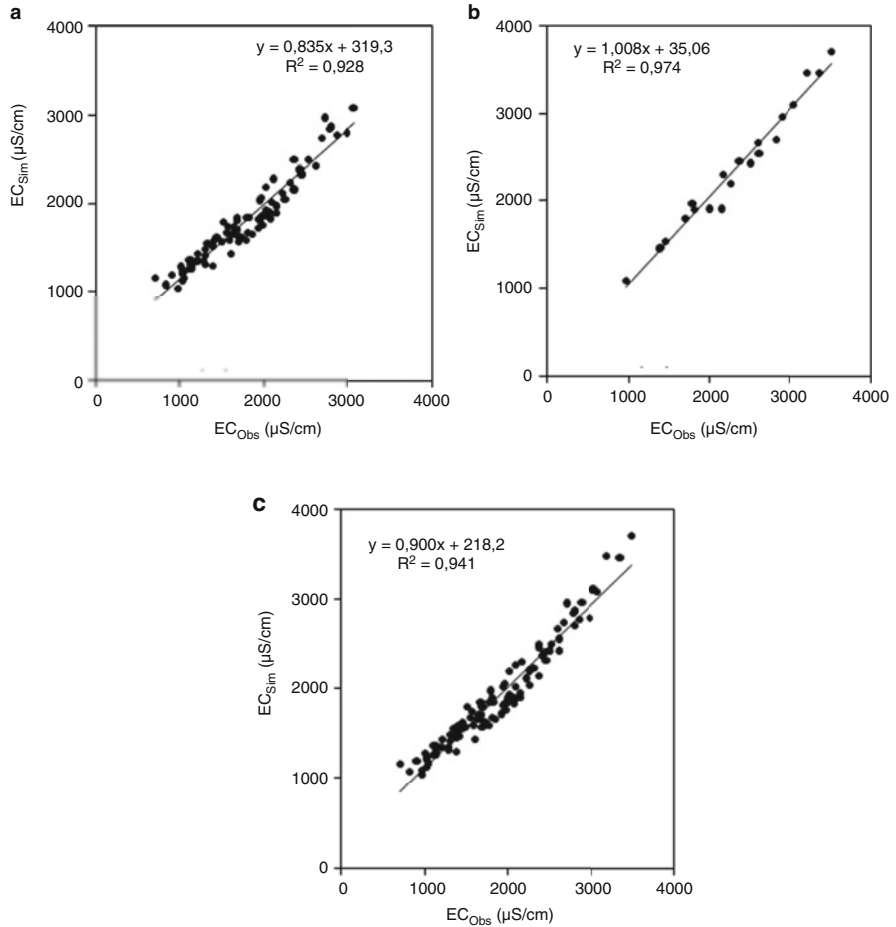 a
y = 0,835x + 319,3
R² = 0,928
4000
3000
2000
1000
0
EC_Sim (µS/cm)
0 1000 2000 3000 4000
EC_Obs (µS/cm)
b
y = 1,008x + 35,06
R² = 0,974
4000
3000
2000
1000
0
EC_Sim (µS/cm)
0 1000 2000 3000 4000
EC_Obs (µS/cm)
c
y = 0,900x + 218,2
R² = 0,941
4000
3000
2000
1000
0
EC_Sim (µS/cm)
0 1000 2000 3000 4000
EC_Obs (µS/cm)